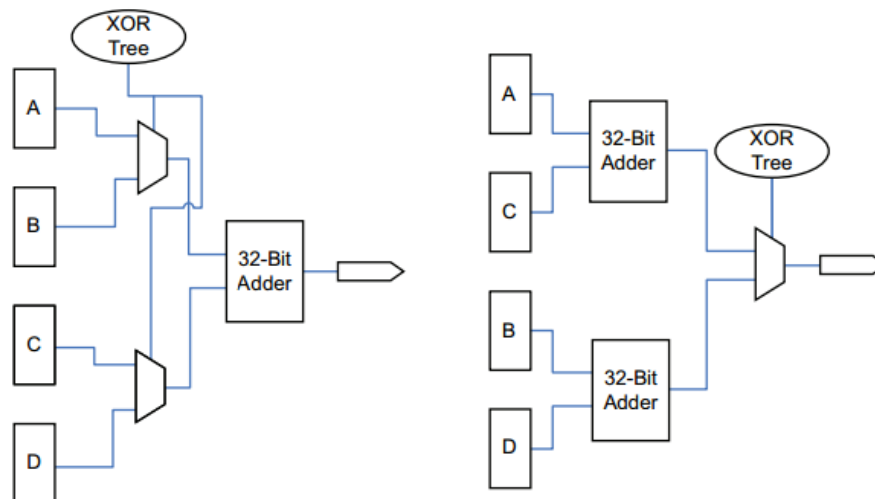 XOR
Tree
A
B
C
D
32-Bit
Adder
A
C
B
D
32-Bit
Adder
32-Bit
Adder
XOR
Tree